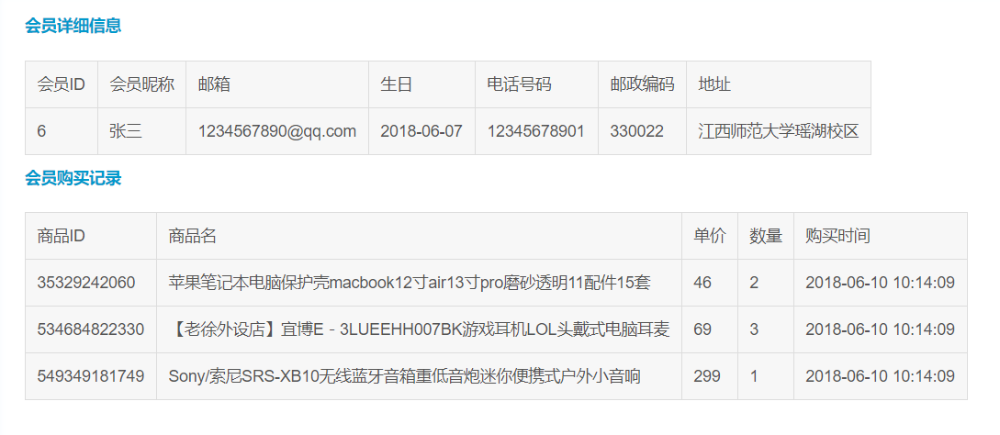 会员详细信息
会员ID 会员昵称 邮箱 生日 电话号码 邮政编码 地址
6 张三 1234567890@qq.com 2018-06-07 12345678901 330022 江西师范大学瑶湖校区
会员购买记录
商品ID 商品名 单价 数量 购买时间
35329242060 苹果笔记本电脑保护壳macbook12寸air13寸pro磨砂透明11配件15套 46 2 2018-06-10 10:14:09
534684822330 【老徐外设店】宜博E - 3LUEEHH007BK游戏耳机LOL头戴式电脑耳麦 69 3 2018-06-10 10:14:09
549349181749 Sony/索尼SRS-XB10无线蓝牙音箱重低音炮迷你便携式户外小音响 299 1 2018-06-10 10:14:09